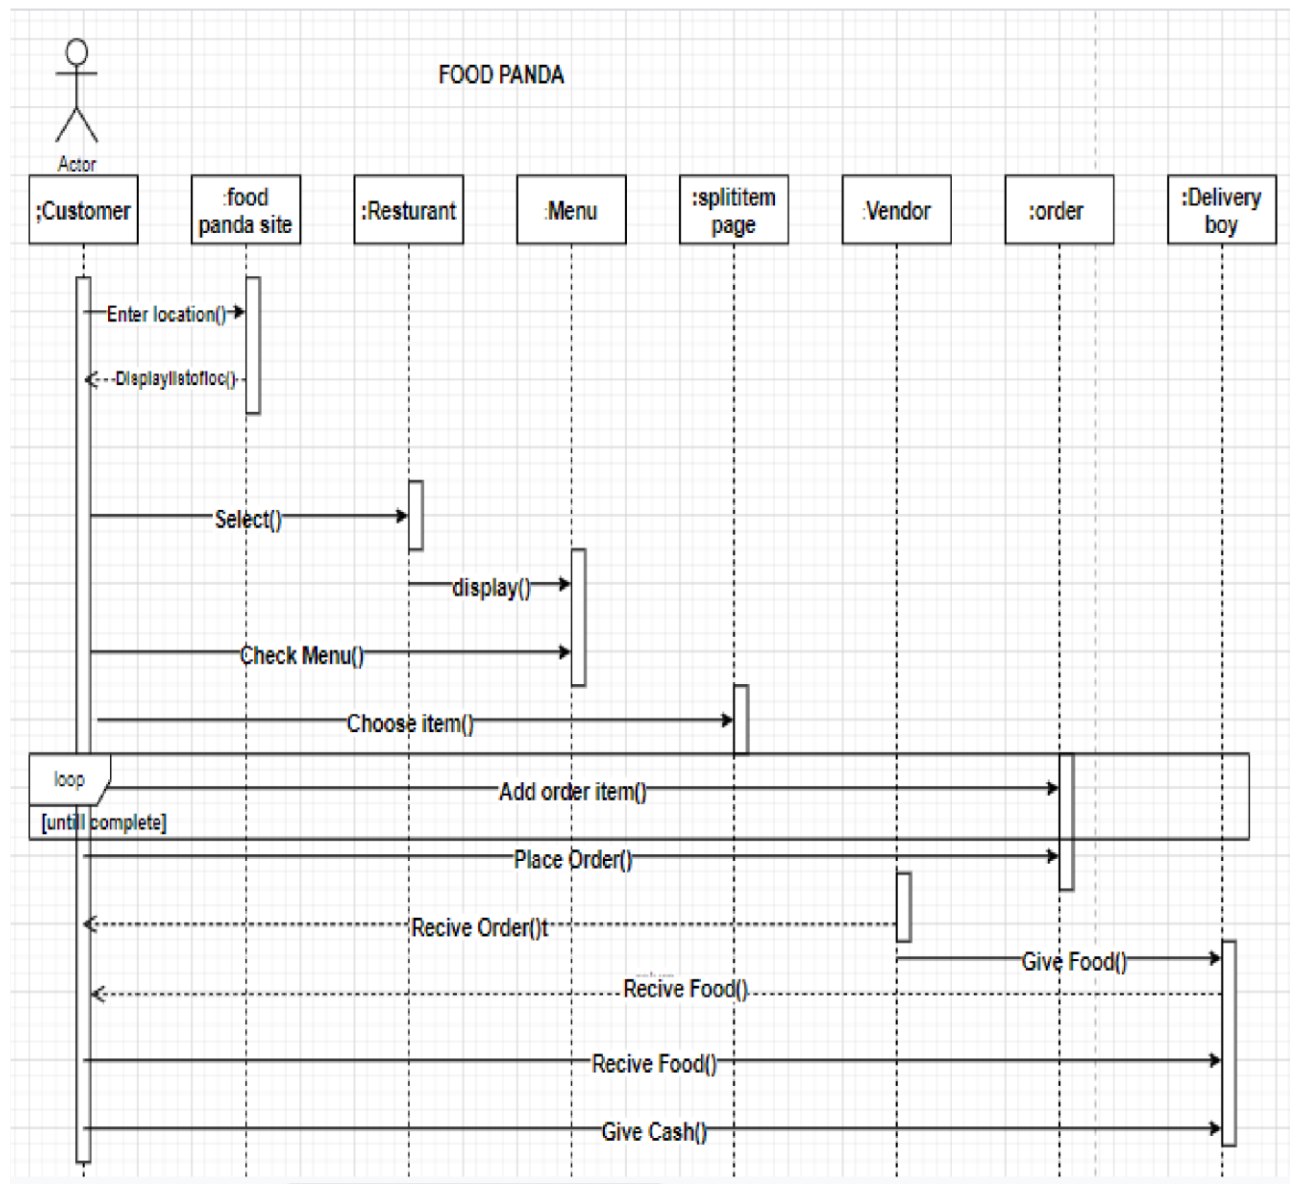 FOOD PANDA
Actor
;Customer
:food
panda site
:Resturant
:Menu
:splititem
page
:Vendor
:order
:Delivery
boy
Enter location()
Displaylistofloc()
Select()
display()
Check Menu()
Choose item()
loop
Add order item()
[untill complete]
Place Order()
Recive Order()t
Give Food()
Recive Food()
Recive Food()
Give Cash()